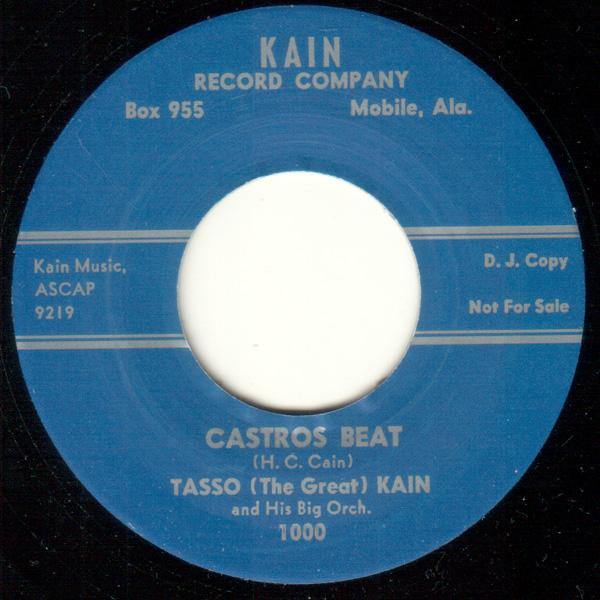 KAIN
RECORD COMPANY
Box 955 Mobile, Ala.
Kain Music,
ASCAP
9219
D. J. Copy
Not For Sale
CASTROS BEAT
(H. C. Cain)
TASSO (The Great) KAIN
and His Big Orch.
1000